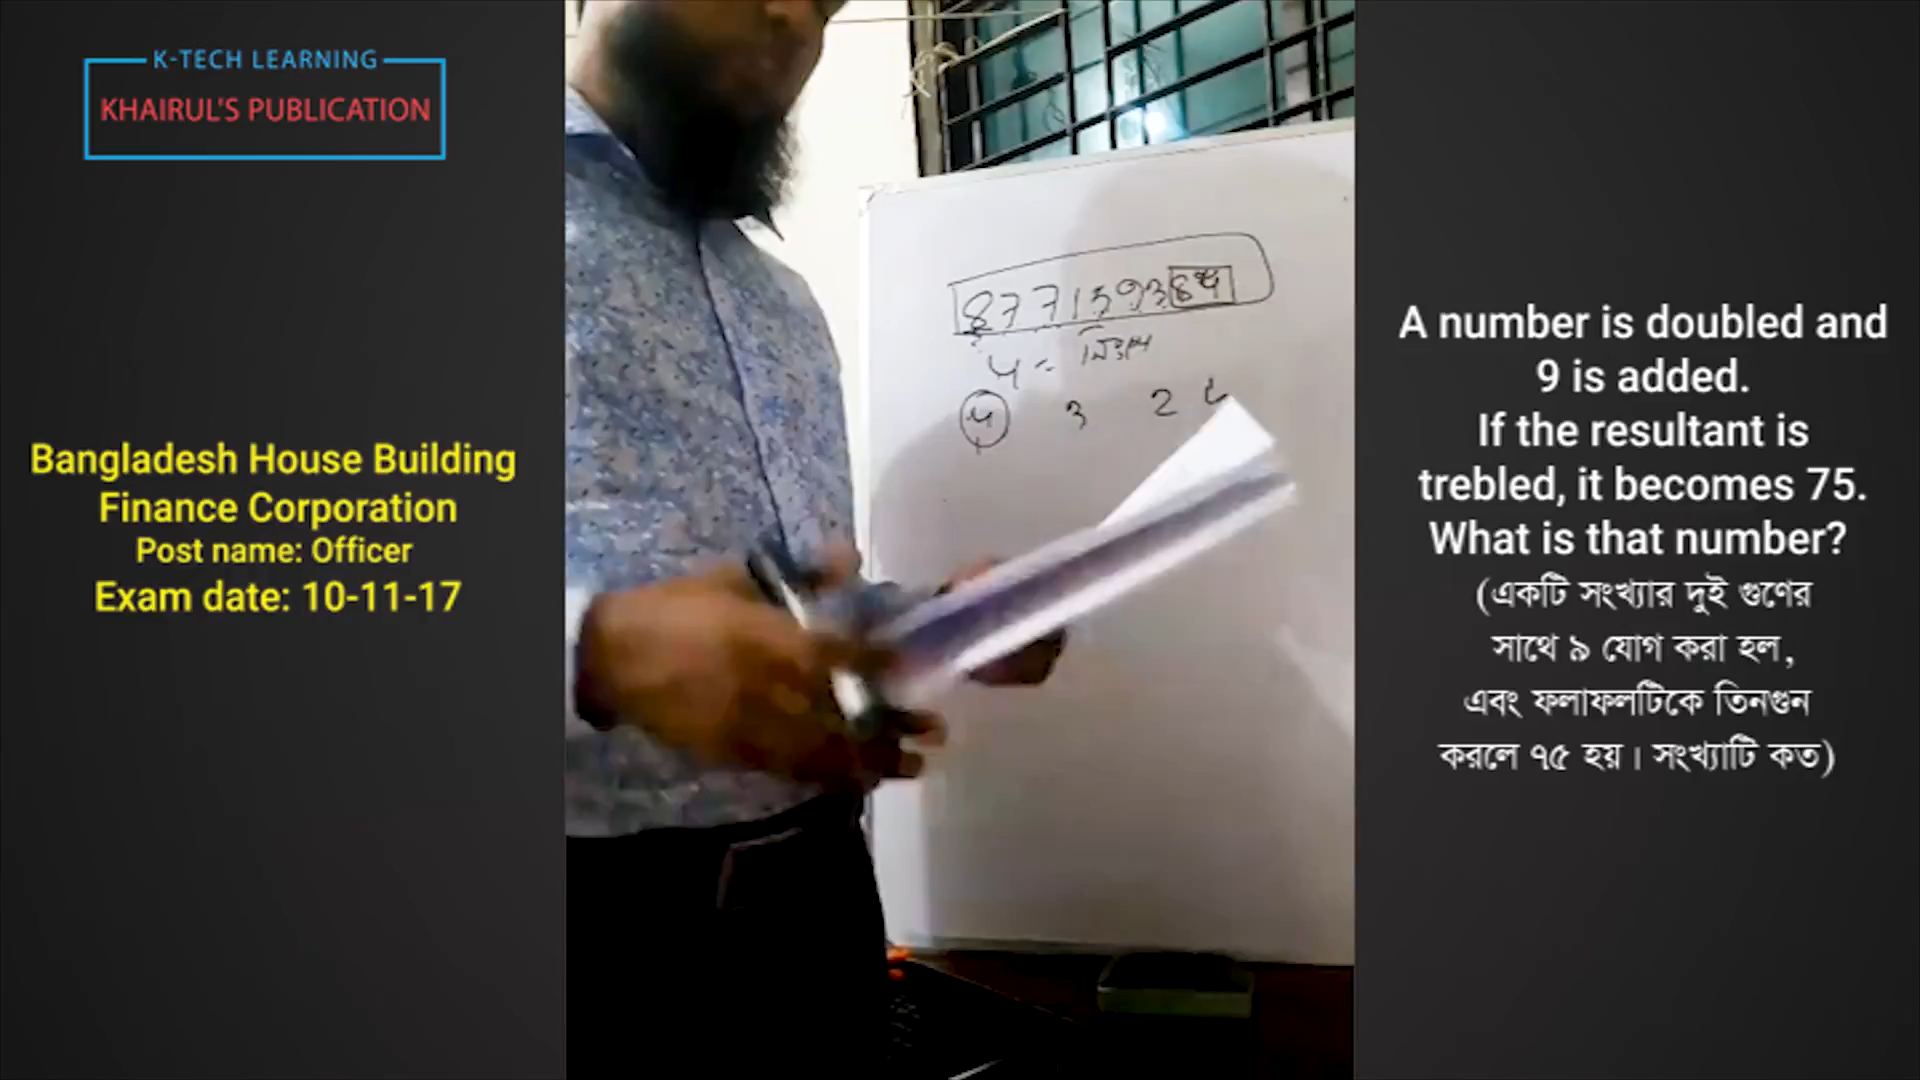 K-TECH LEARNING
KHAIRUL'S PUBLICATION
Bangladesh House Building
Finance Corporation
Post name: Officer
Exam date: 10-11-17
3 2
A number is doubled and
9 is added.
If the resultant is
trebled, it becomes 75.
What is that number?
(একটি সংখ্যার দুই গুণের
সাথে ৯ যোগ করা হল,
এবং ফলাফলটিকে তিনগুন
করলে ৭৫ হয়। সংখ্যাটি কত)